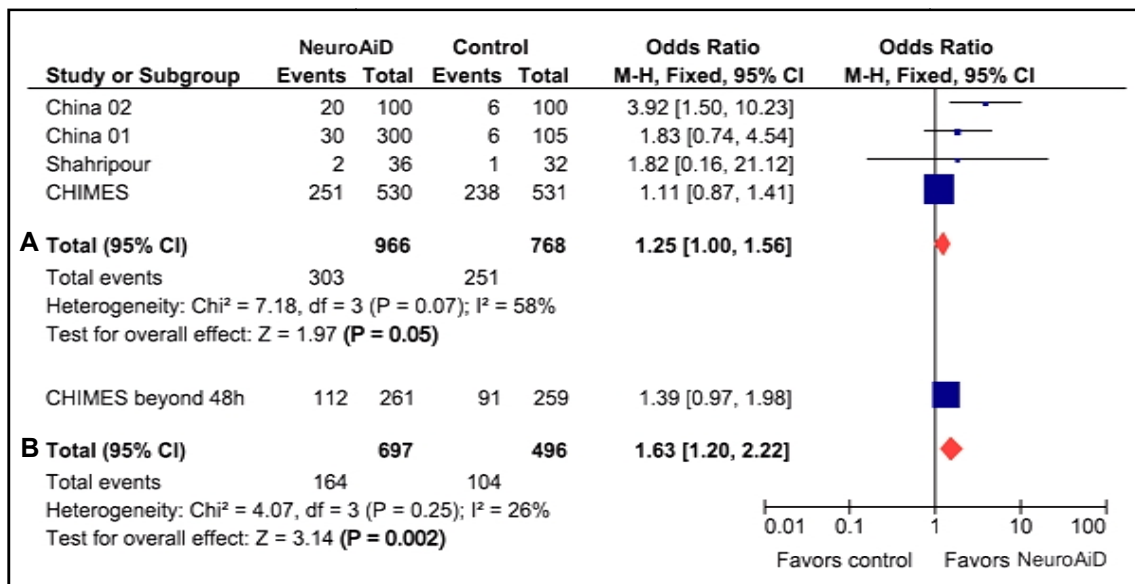 NeuroAiD Control Odds Ratio Odds Ratio
Study or Subgroup Events Total Events Total M-H, Fixed, 95% CI M-H, Fixed, 95% CI
China 02 20 100 6 100 3.92 [1.50, 10.23]
China 01 30 300 6 105 1.83 [0.74, 4.54]
Shahripour 2 36 1 32 1.82 [0.16, 21.12]
CHIMES 251 530 238 531 1.11 [0.87, 1.41]
A Total (95% CI) 966 768 1.25 [1.00, 1.56]
Total events 303 251
Heterogeneity: Chi² = 7.18, df = 3 (P = 0.07); I² = 58%
Test for overall effect: Z = 1.97 (P = 0.05)
CHIMES beyond 48h 112 261 91 259 1.39 [0.97, 1.98]
B Total (95% CI) 697 496 1.63 [1.20, 2.22]
Total events 164 104
Heterogeneity: Chi² = 4.07, df = 3 (P = 0.25); I² = 26%
Test for overall effect: Z = 3.14 (P = 0.002)
0.01 0.1 1 10 100
Favors control Favors NeuroAiD